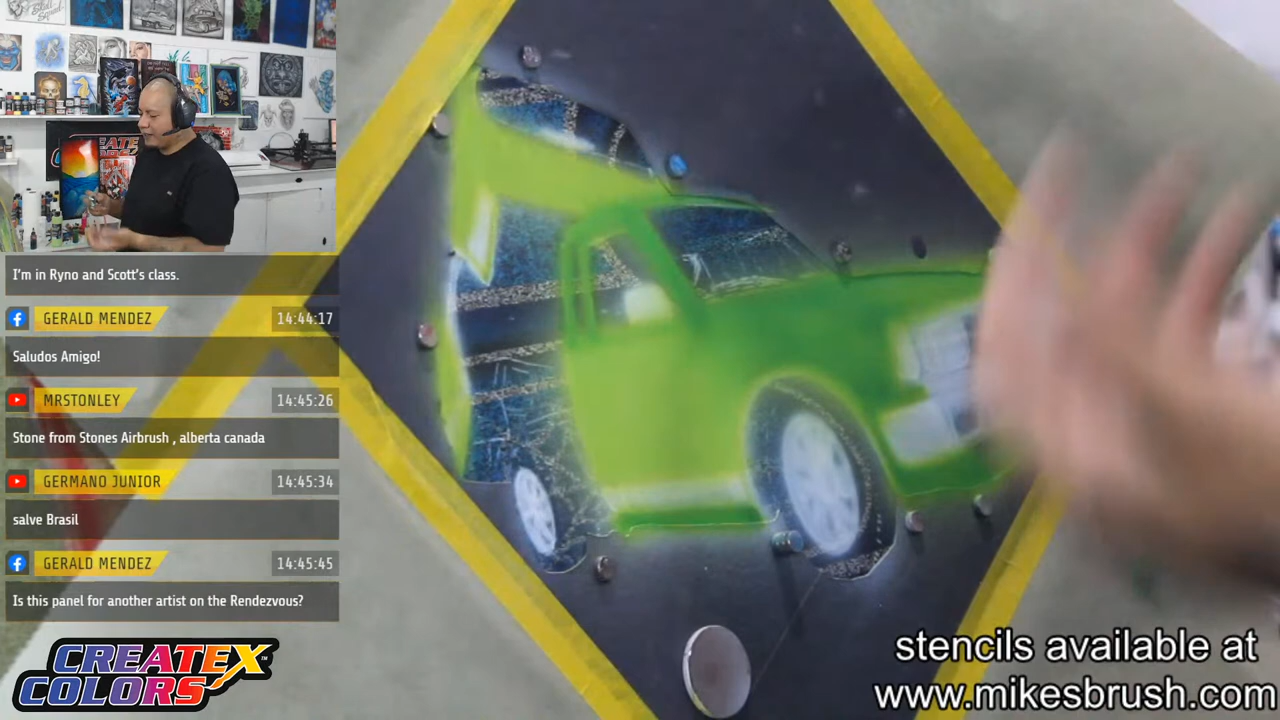 I'm in Ryno and Scott's class.
GERALD MENDEZ
14:44:17
Saludos Amigo!
MRSTONLEY
14:45:26
Stone from Stones Airbrush , alberta canada
GERMANO JUNIOR
14:45:34
salve Brasil
GERALD MENDEZ
14:45:45
Is this panel for another artist on the Rendezvous?
CREATEX
COLORS
stencils available at
www.mikesbrush.com